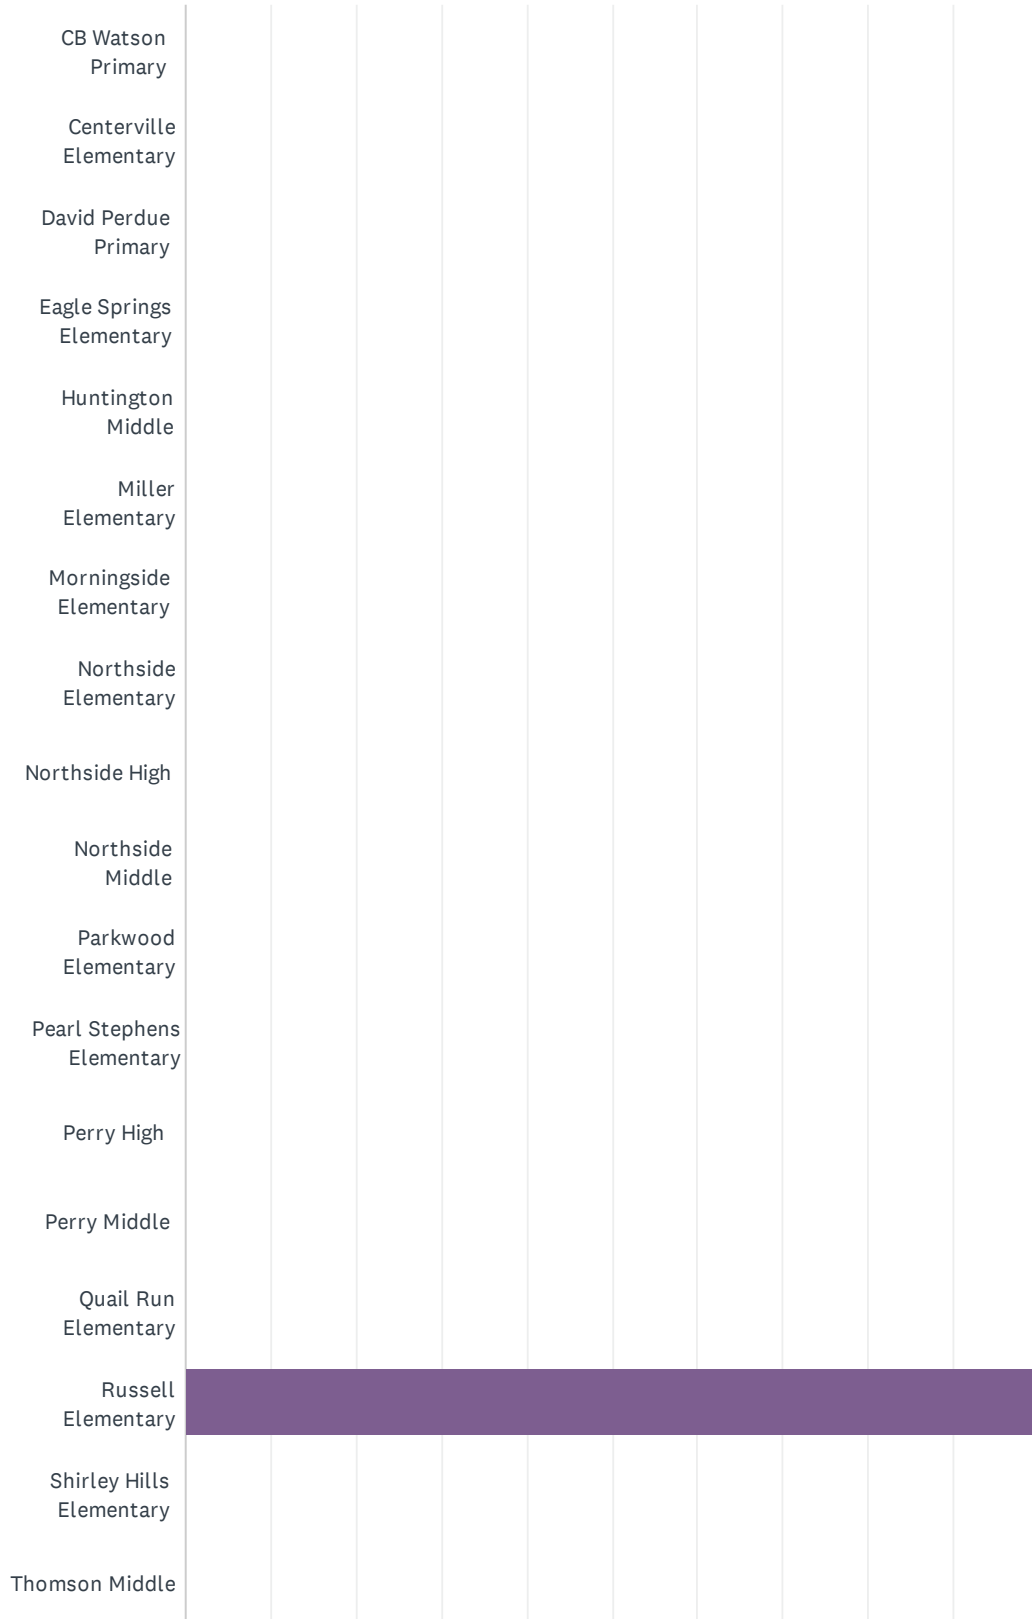 CB Watson
Primary
Centerville
Elementary
David Perdue
Primary
Eagle Springs
Elementary
Huntington
Middle
Miller
Elementary
Morningside
Elementary
Northside
Elementary
Northside High
Northside
Middle
Parkwood
Elementary
Pearl Stephens
Elementary
Perry High
Perry Middle
Quail Run
Elementary
Russell
Elementary
Shirley Hills
Elementary
Thomson Middle